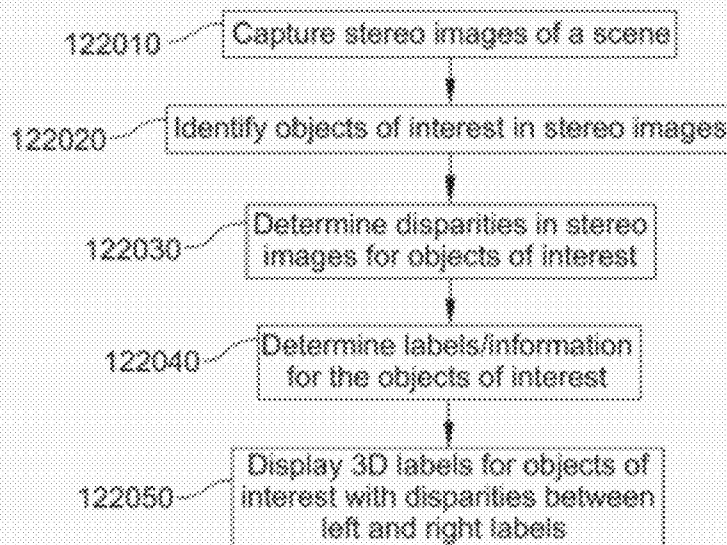 122010 Capture stereo images of a scene
122020 Identify objects of interest in stereo images
122030 Determine disparities in stereo
images for objects of interest
122040 Determine labels/information
for the objects of interest
122050 Display 3D labels for objects of
interest with disparities between
left and right labels